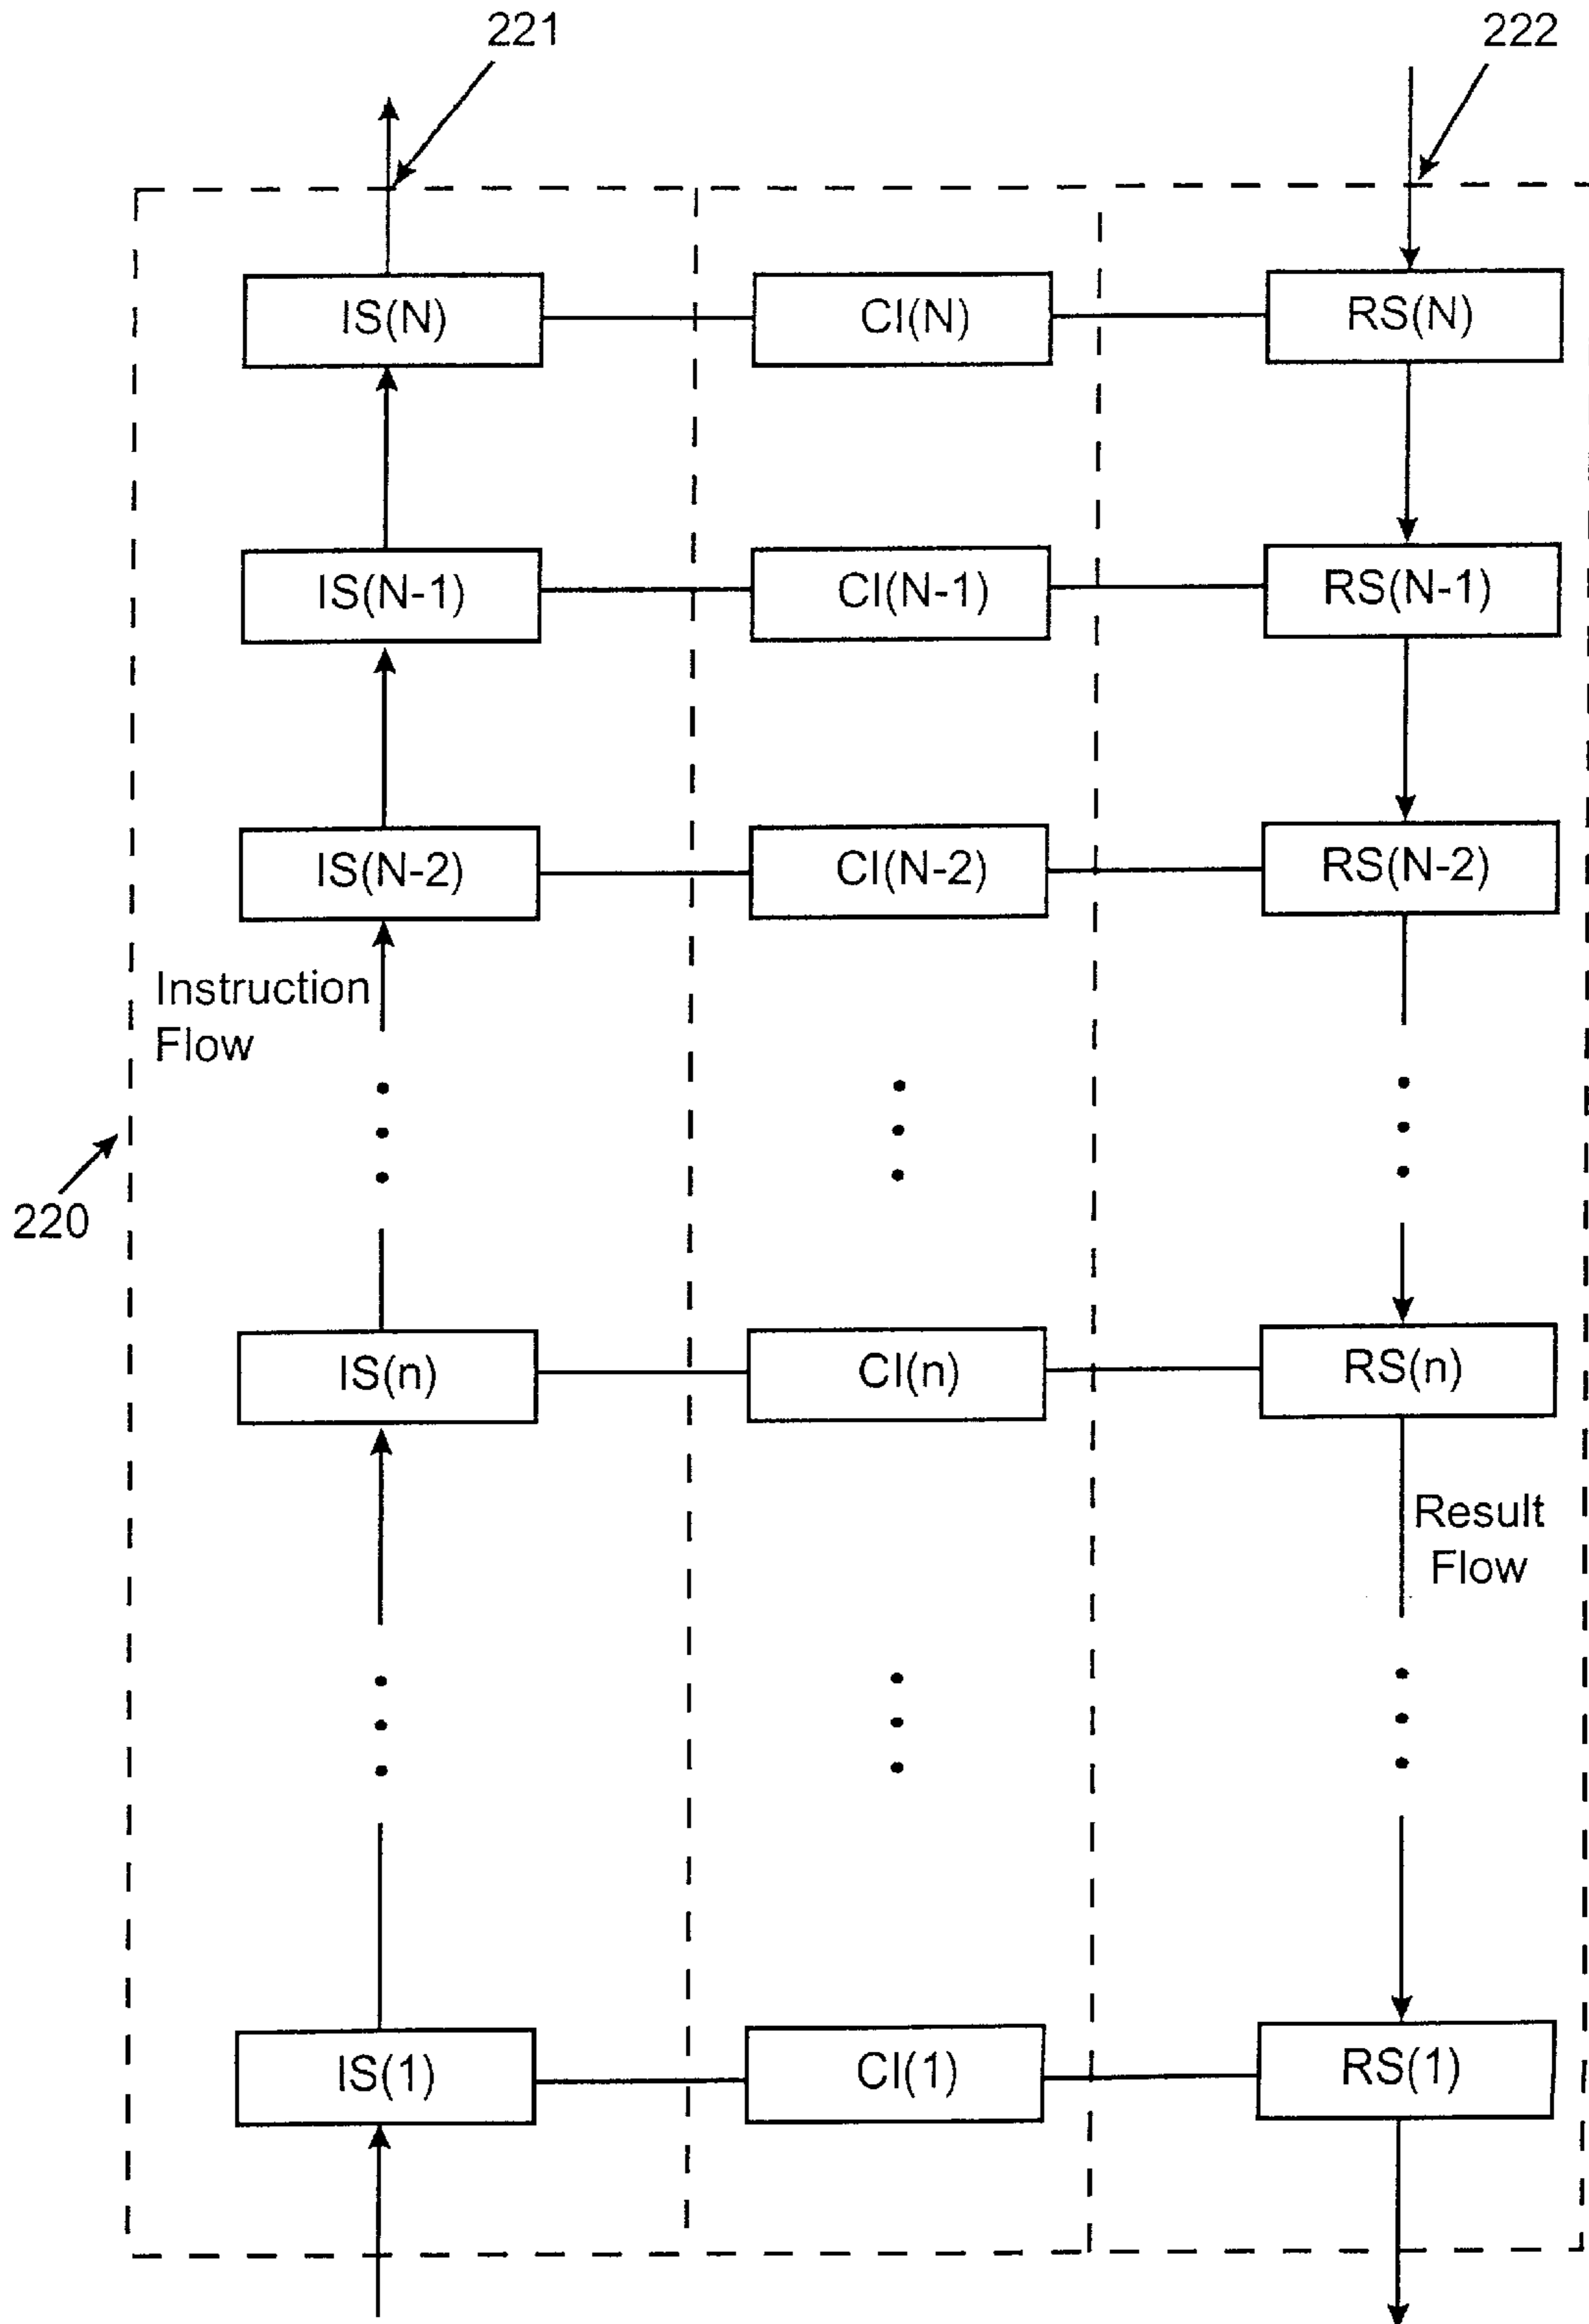 221
222
IS(N)
CI(N)
RS(N)
IS(N-1)
CI(N-1)
RS(N-1)
IS(N-2)
CI(N-2)
RS(N-2)
Instruction
Flow
220
IS(n)
CI(n)
RS(n)
Result
Flow
IS(1)
CI(1)
RS(1)